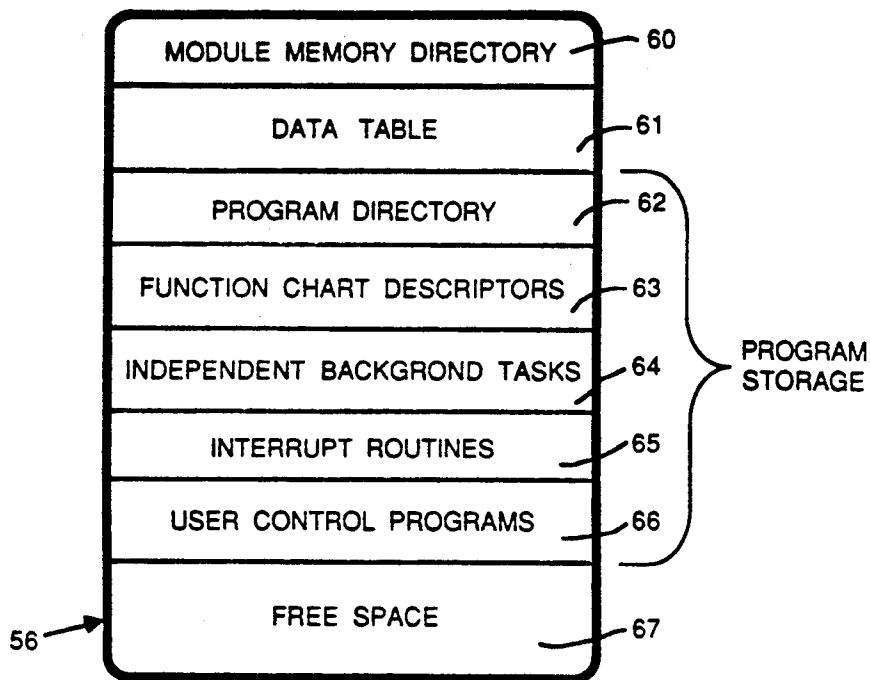 MODULE MEMORY DIRECTORY 60
DATA TABLE 61
PROGRAM DIRECTORY 62
FUNCTION CHART DESCRIPTORS 63
INDEPENDENT BACKGROND TASKS 64
PROGRAM
STORAGE
INTERRUPT ROUTINES 65
USER CONTROL PROGRAMS 66
FREE SPACE 67
56